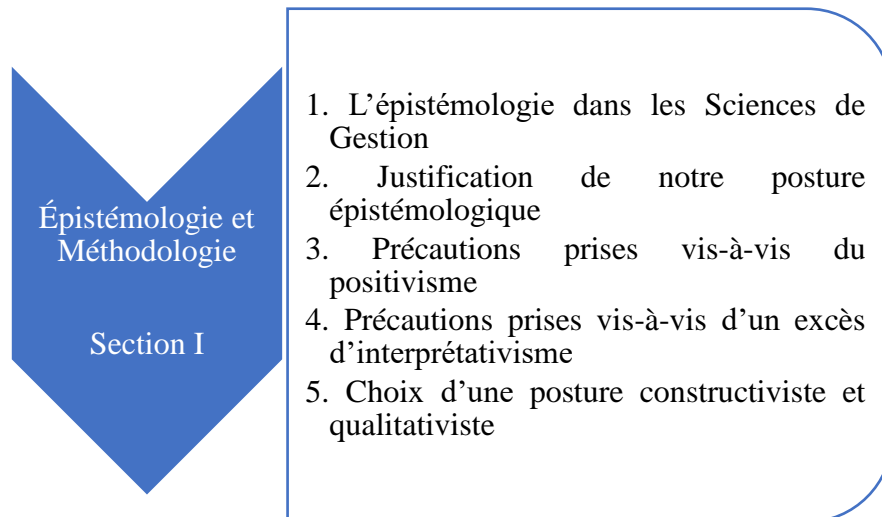 Épistémologie et
Méthodologie
Section I
1. L’épistémologie dans les Sciences de
Gestion
2. Justification de notre posture
épistémologique
3. Précautions prises vis-à-vis du
positivisme
4. Précautions prises vis-à-vis d’un excès
d’interprétativisme
5. Choix d’une posture constructiviste et
qualitativiste